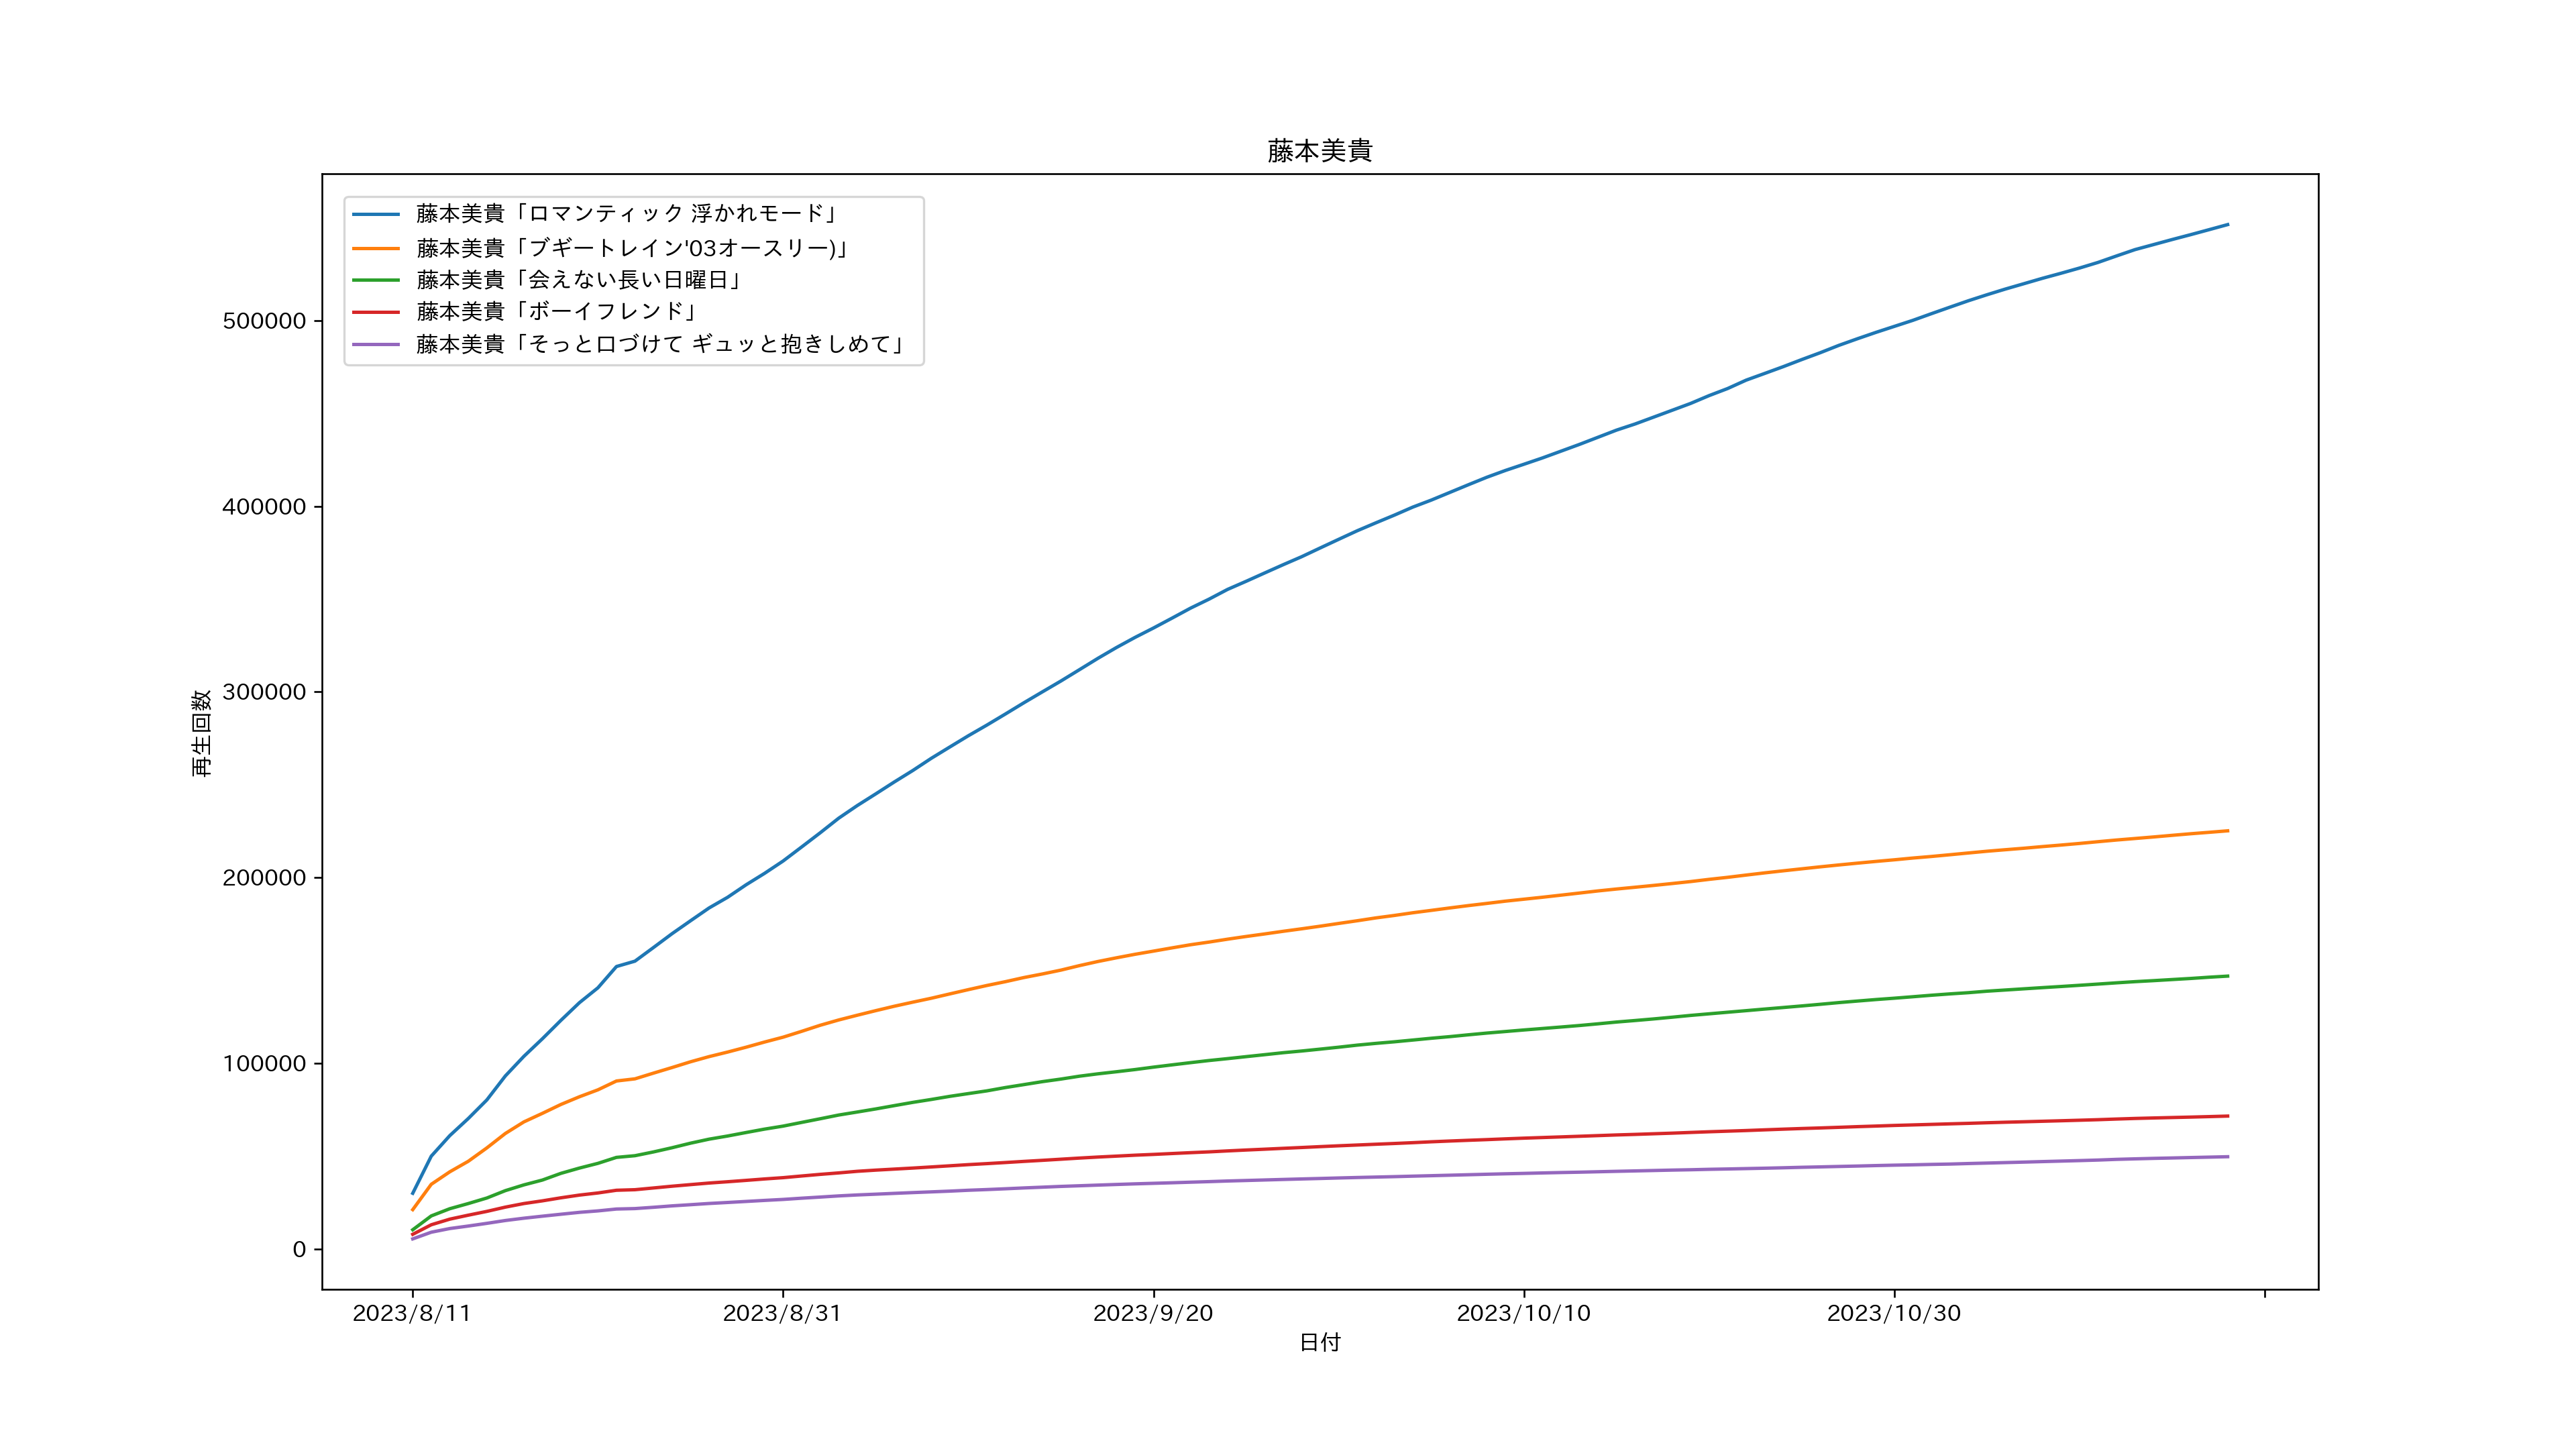 藤本美貴
藤本美貴「ロマンティック 浮かれモード」
藤本美貴「ブギートレイン'03オースリー)」
藤本美貴「会えない長い日曜日」
藤本美貴「ボーイフレンド」
藤本美貴「そっと口づけて ギュッと抱きしめて」
再生回数
500000
400000
300000
200000
100000
0
2023/8/11
2023/8/31
2023/9/20
2023/10/10
2023/10/30
日付